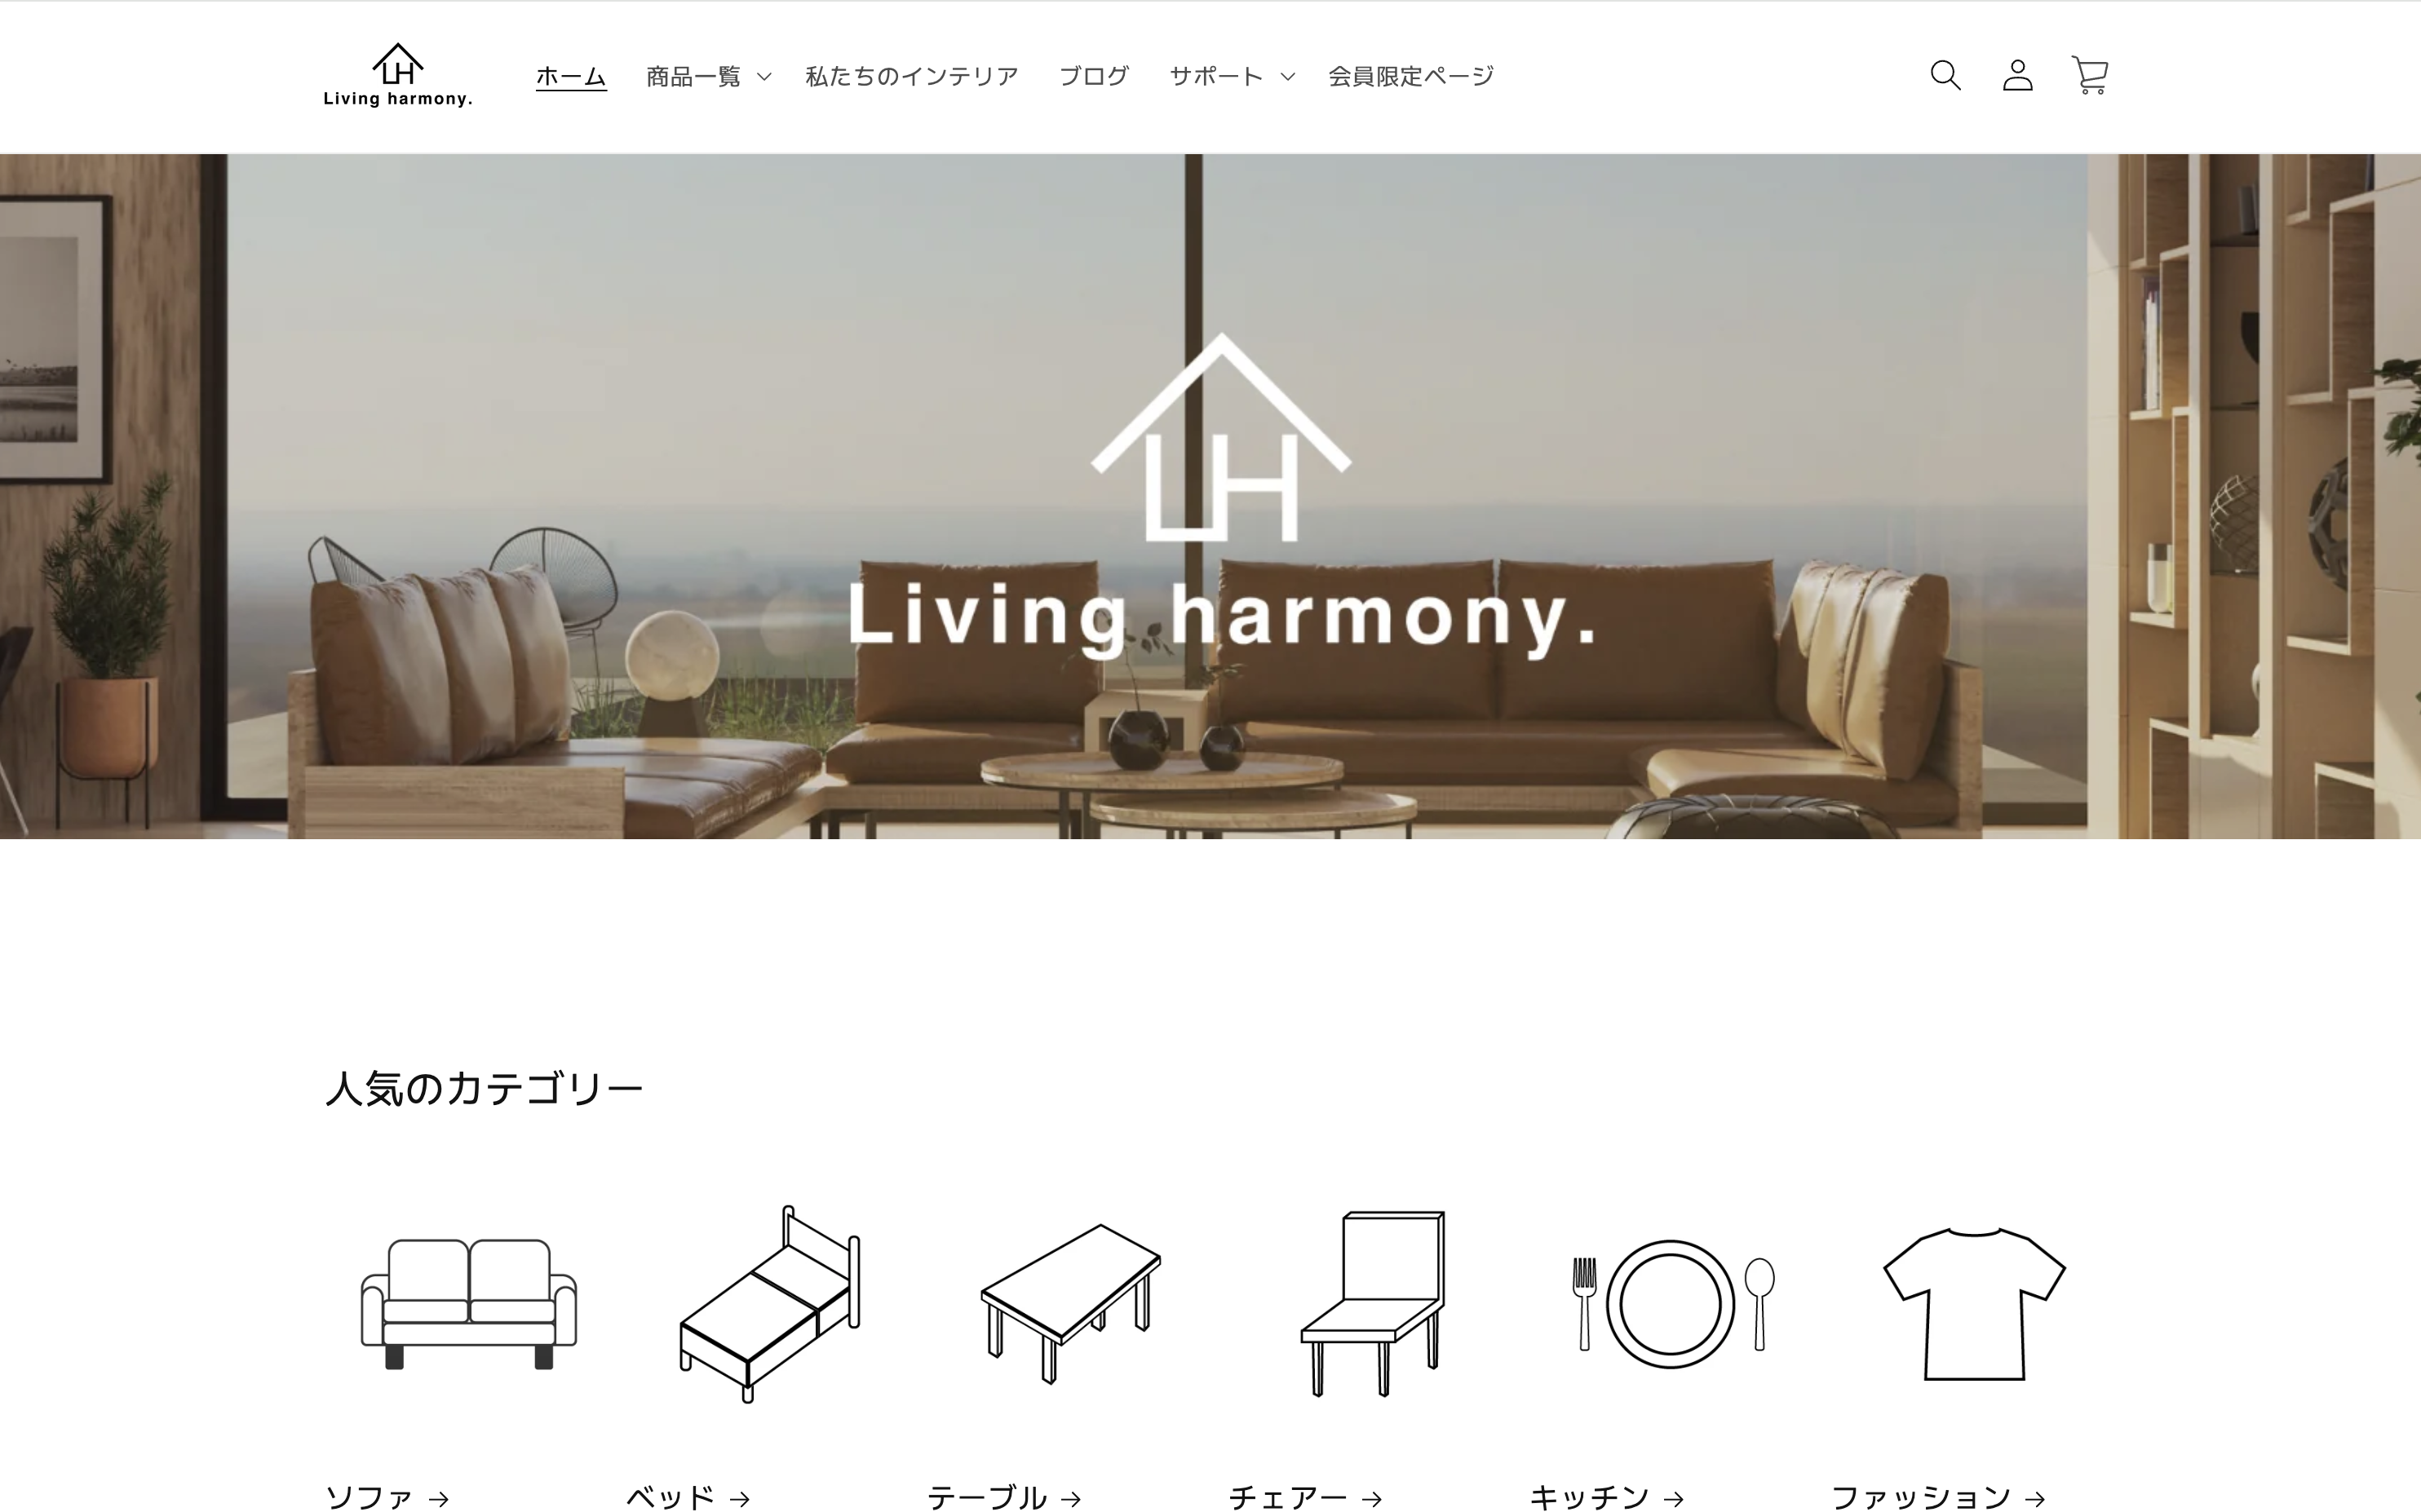 LH
Living harmony.
ホーム 商品一覧 私たちのインテリア ブログ サポート 会員限定ページ
LH
Living harmony.
人気のカテゴリー
ソファ → ベッド → テーブル → チェアー → キッチン → ファッション →